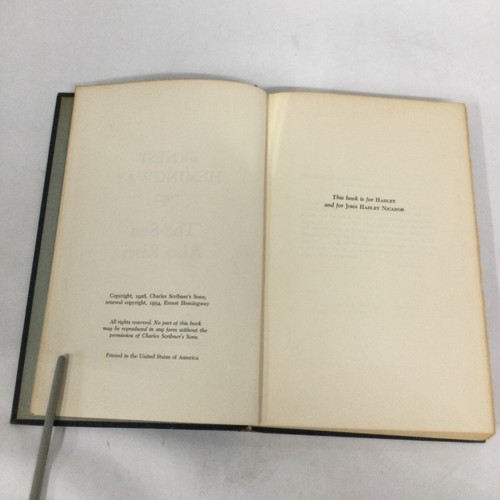 Copyright, 1926, Charles Scribner's Sons;
renewal copyright, 1954, Ernest Hemingway
All rights reserved. No part of this book
may be reproduced in any form without the
permission of Charles Scribner's Sons.
Printed in the United States of America
This book is for HADLEY
and for JOHN HADLEY NICANOR